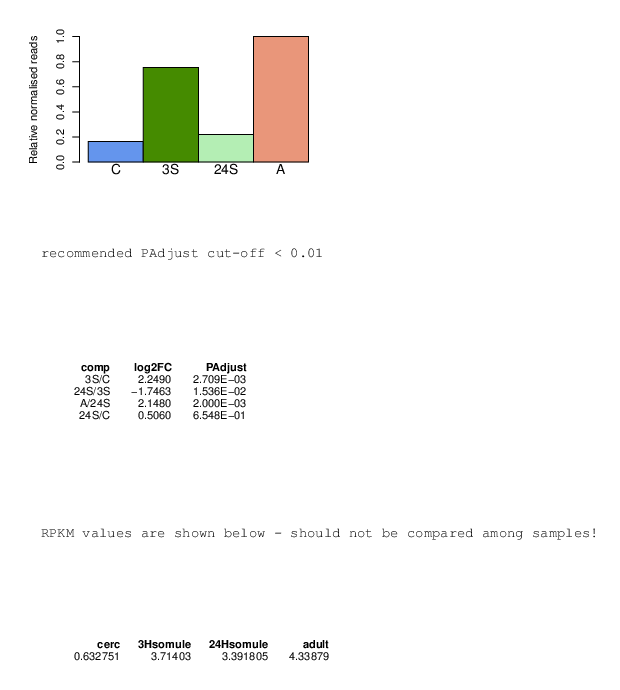 Relative normalised reads
1.0
0.8
0.6
0.4
0.2
0.0
C 3S 24S A
recommended PAdjust cut-off < 0.01
comp log2FC PAdjust
3S/C 2.2490 2.709E−03
24S/3S −1.7463 1.536E−02
A/24S 2.1480 2.000E−03
24S/C 0.5060 6.548E−01
RPKM values are shown below - should not be compared among samples!
cerc 3Hsomule 24Hsomule adult
0.632751 3.71403 3.391805 4.33879